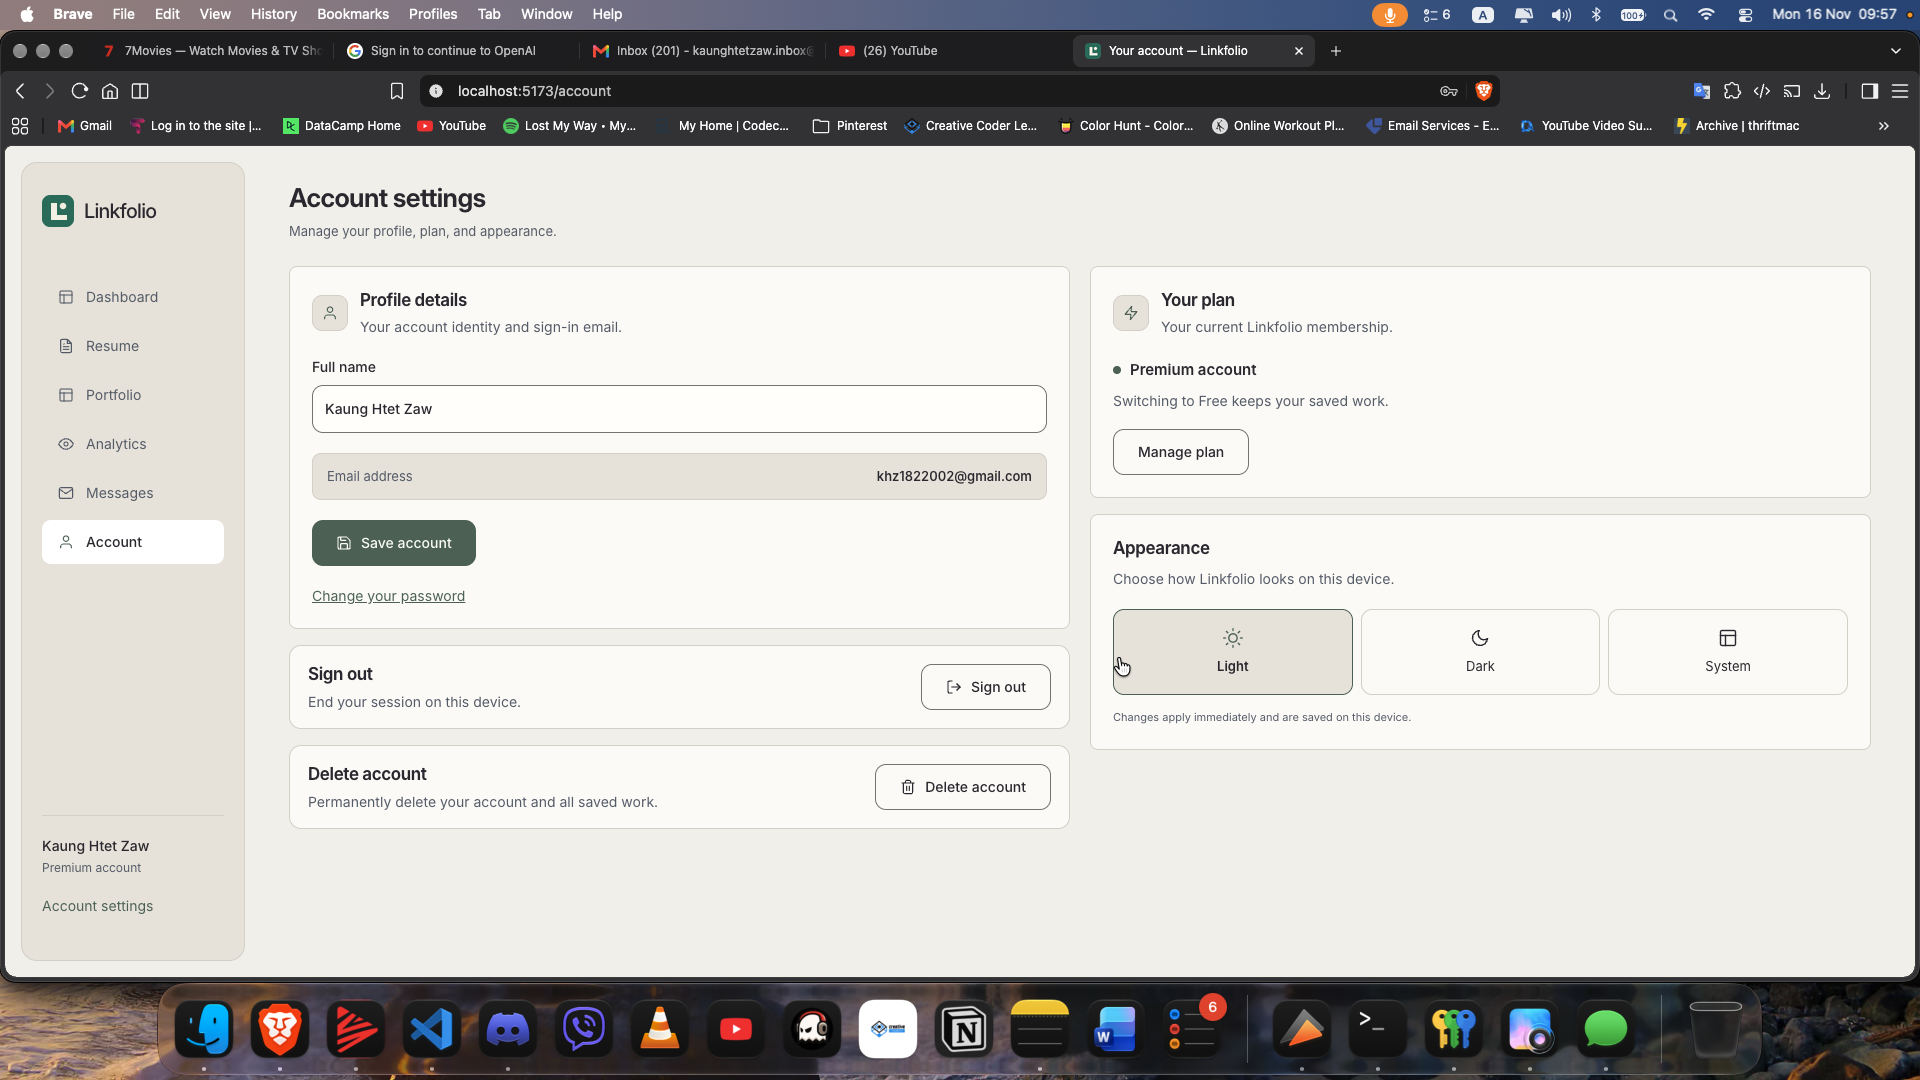 Brave File Edit View History Bookmarks Profiles Tab Window Help
6 A 100 Mon 16 Nov 09:57
7Movies — Watch Movies & TV Sho
Sign in to continue to OpenAI
Inbox (201) - kaunghtetzaw.inbox@
(26) YouTube
Your account — Linkfolio
localhost:5173/account
Gmail
Log in to the site |...
DataCamp Home
YouTube
Lost My Way • My...
My Home | Codec...
Pinterest
Creative Coder Le...
Color Hunt - Color...
Online Workout Pl...
Email Services - E...
YouTube Video Su...
Archive | thriftmac
Linkfolio
Dashboard
Resume
Portfolio
Analytics
Messages
Account
Kaung Htet Zaw
Premium account
Account settings
Account settings
Manage your profile, plan, and appearance.
Profile details
Your account identity and sign-in email.
Full name
Kaung Htet Zaw
Email address khz1822002@gmail.com
Save account
Change your password
Sign out
End your session on this device.
Sign out
Delete account
Permanently delete your account and all saved work.
Delete account
Your plan
Your current Linkfolio membership.
Premium account
Switching to Free keeps your saved work.
Manage plan
Appearance
Choose how Linkfolio looks on this device.
Light
Dark
System
Changes apply immediately and are saved on this device.
6